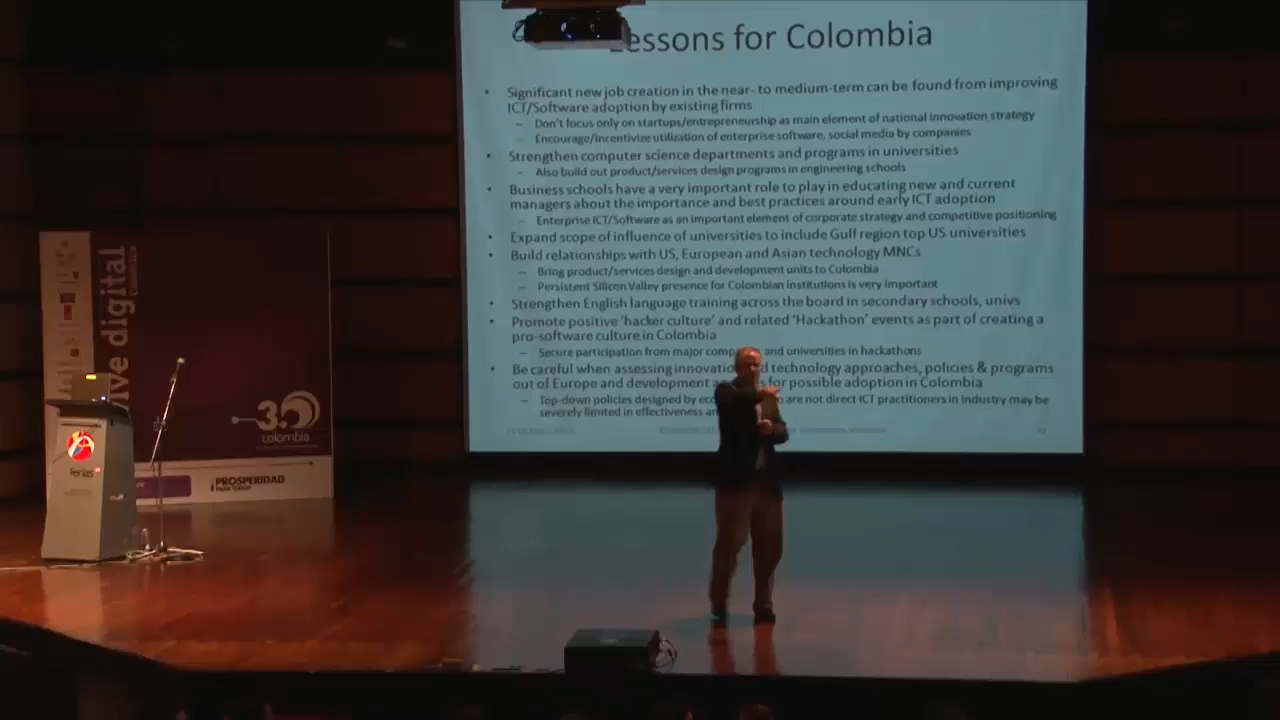 Lessons for Colombia
• Significant new job creation in the near- to medium-term can be found from improving
ICT/Software adoption by existing firms
– Don't focus only on startups/entrepreneurship as main element of national innovation strategy
– Encourage/Incentivize utilization of enterprise software, social media by companies
• Strengthen computer science departments and programs in universities
– Also build out product/services design programs in engineering schools
• Business schools have a very important role to play in educating new and current
managers about the importance and best practices around early ICT adoption
– Enterprise ICT/Software as an important element of corporate strategy and competitive positioning
• Expand scope of influence of universities to include Gulf region top US universities
• Build relationships with US, European and Asian technology MNCs
– Bring product/services design and development units to Colombia
– Persistent Silicon Valley presence for Colombian institutions is very important
• Strengthen English language training across the board in secondary schools, univs
• Promote positive 'hacker culture' and related 'Hackathon' events as part of creating a
pro-software culture in Colombia
– Secure participation from major and universities in hackathons
• Be careful when assessing technology approaches, policies & programs
out of Europe and development for possible adoption in Colombia
– Top-down policies designed by are not direct ICT practitioners in industry may be
severely limited in effectiveness
digital
3.0
colombia
PROSPERIDAD
PARA TODOS
ferias